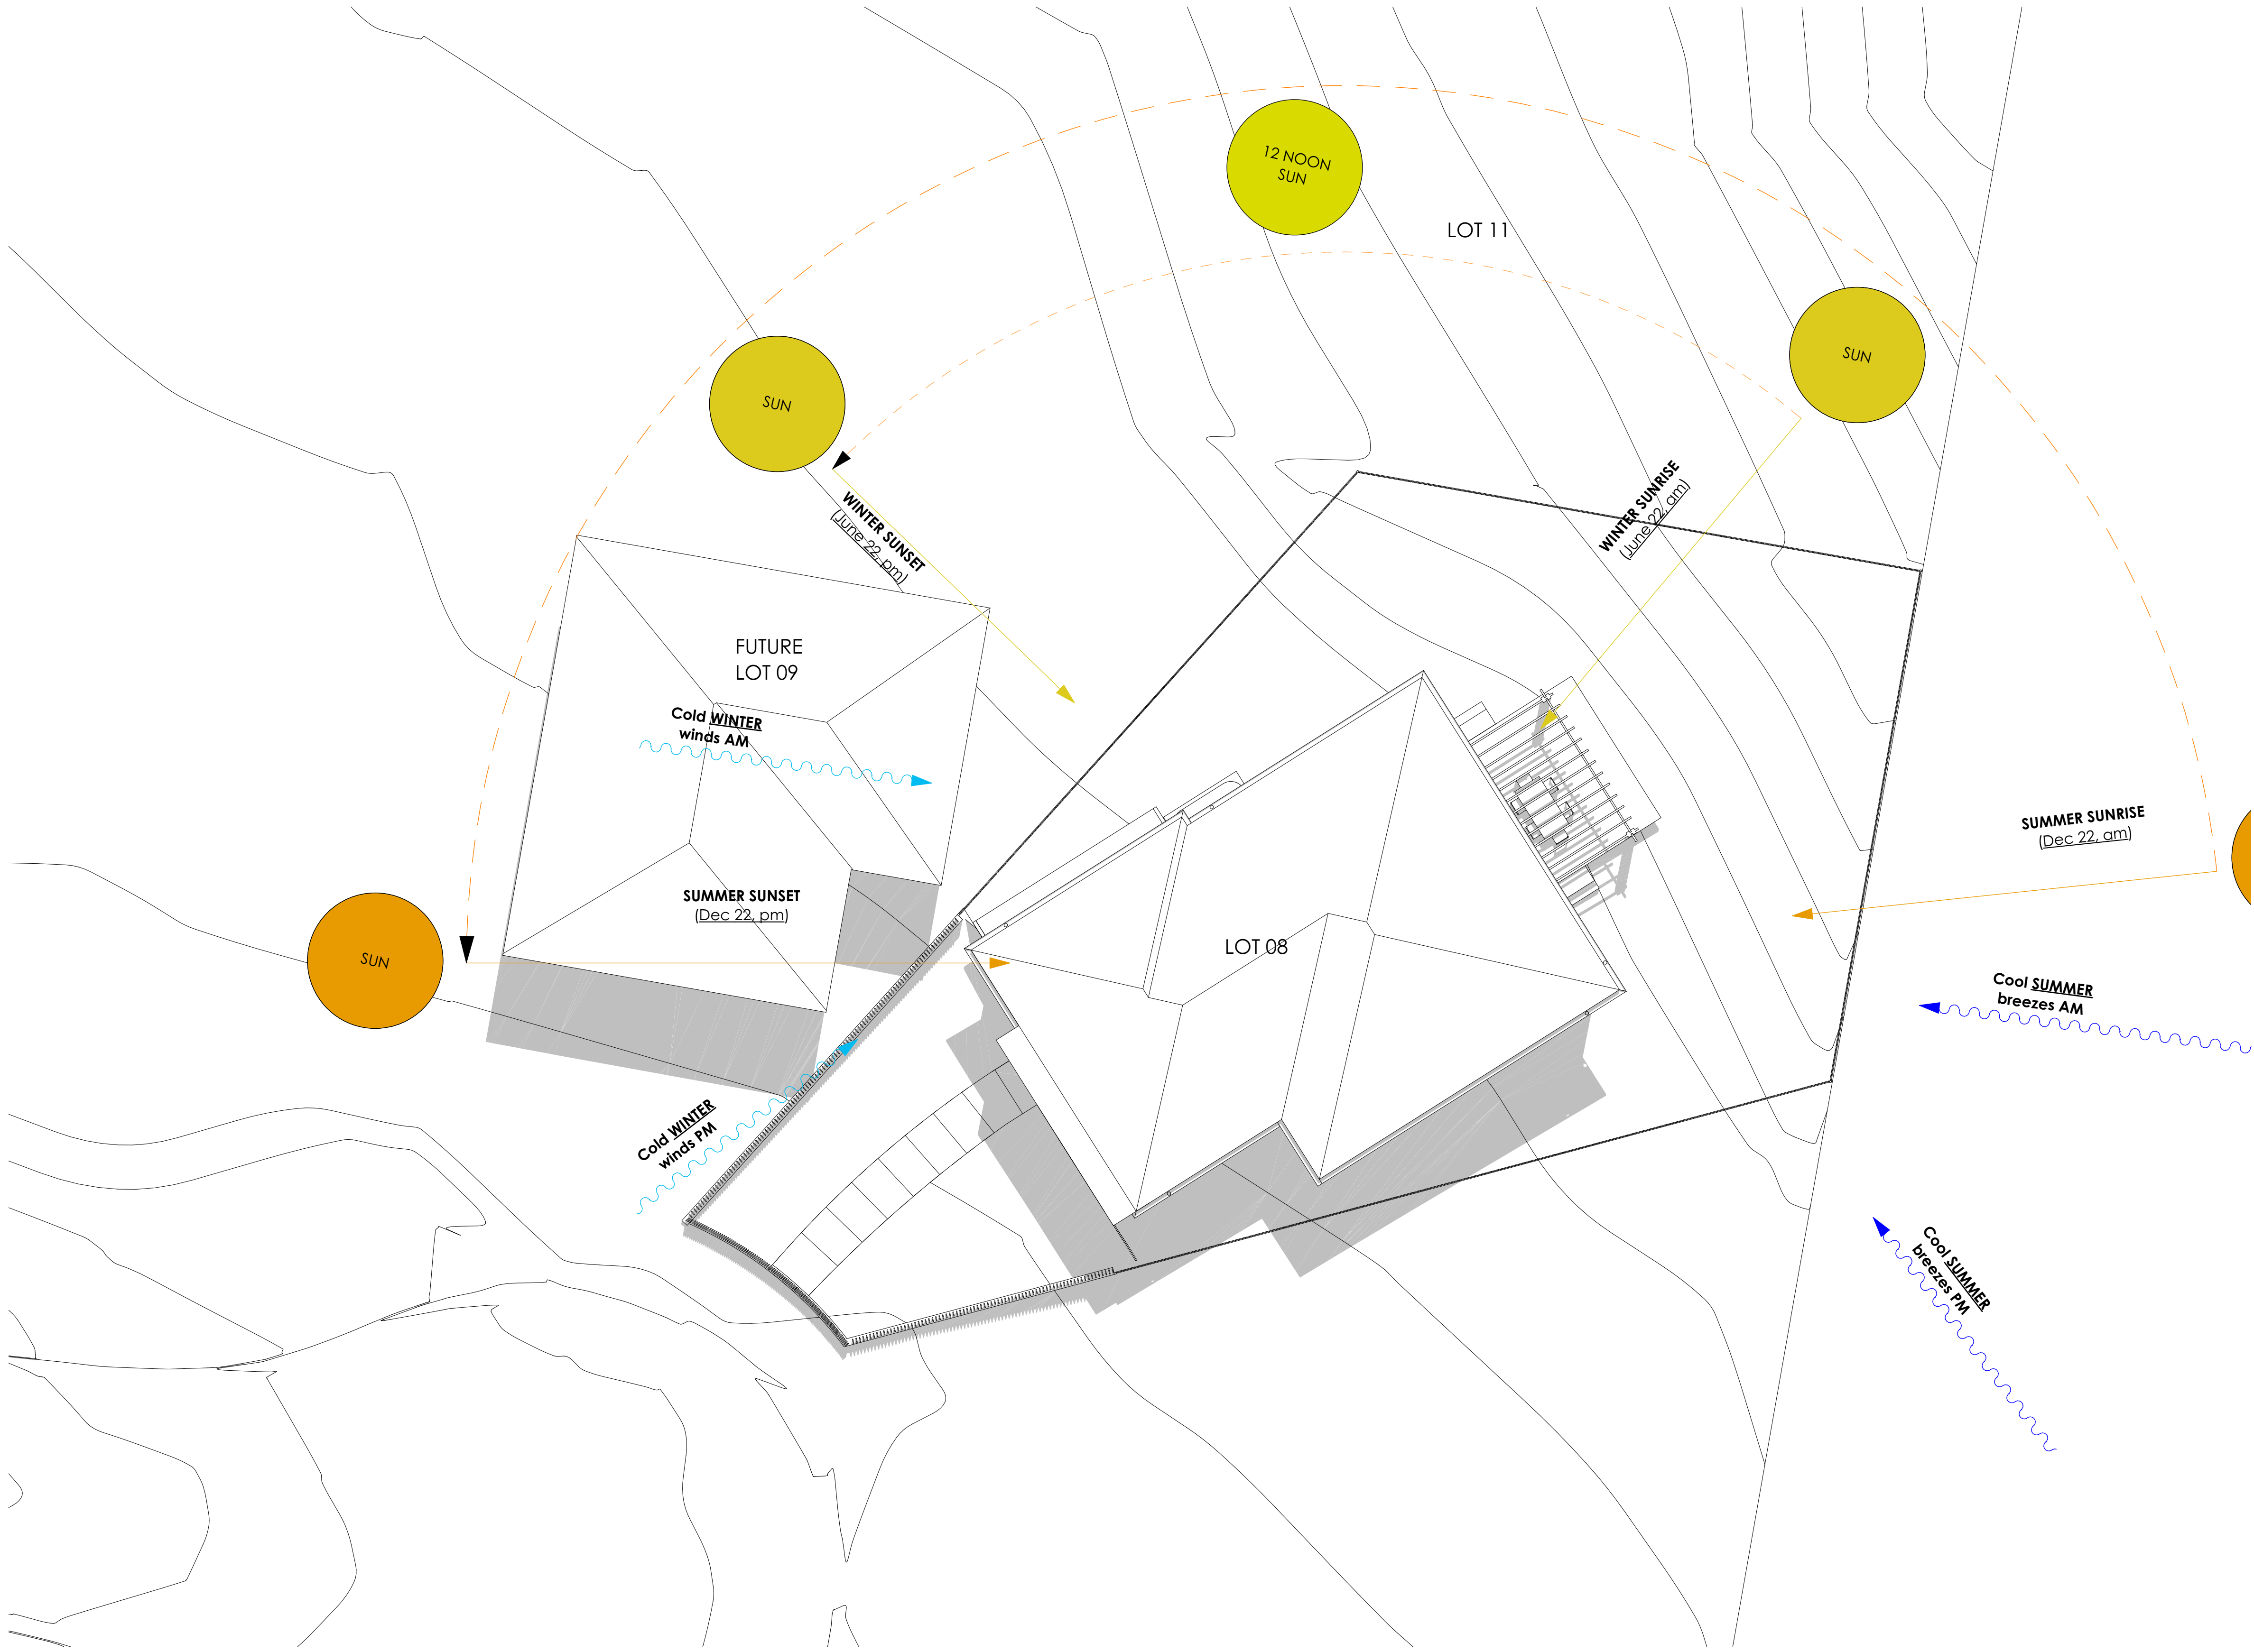 12 NOON
SUN
LOT 11
SUN
SUN
WINTER SUNSET
(June 22, pm)
WINTER SUNRISE
(June 22, am)
FUTURE
LOT 09
Cold WINTER
winds AM
SUMMER SUNRISE
(Dec 22, am)
SUMMER SUNSET
(Dec 22, pm)
LOT 08
SUN
Cool SUMMER
breezes AM
Cold WINTER
winds PM
Cool SUMMER
breezes PM